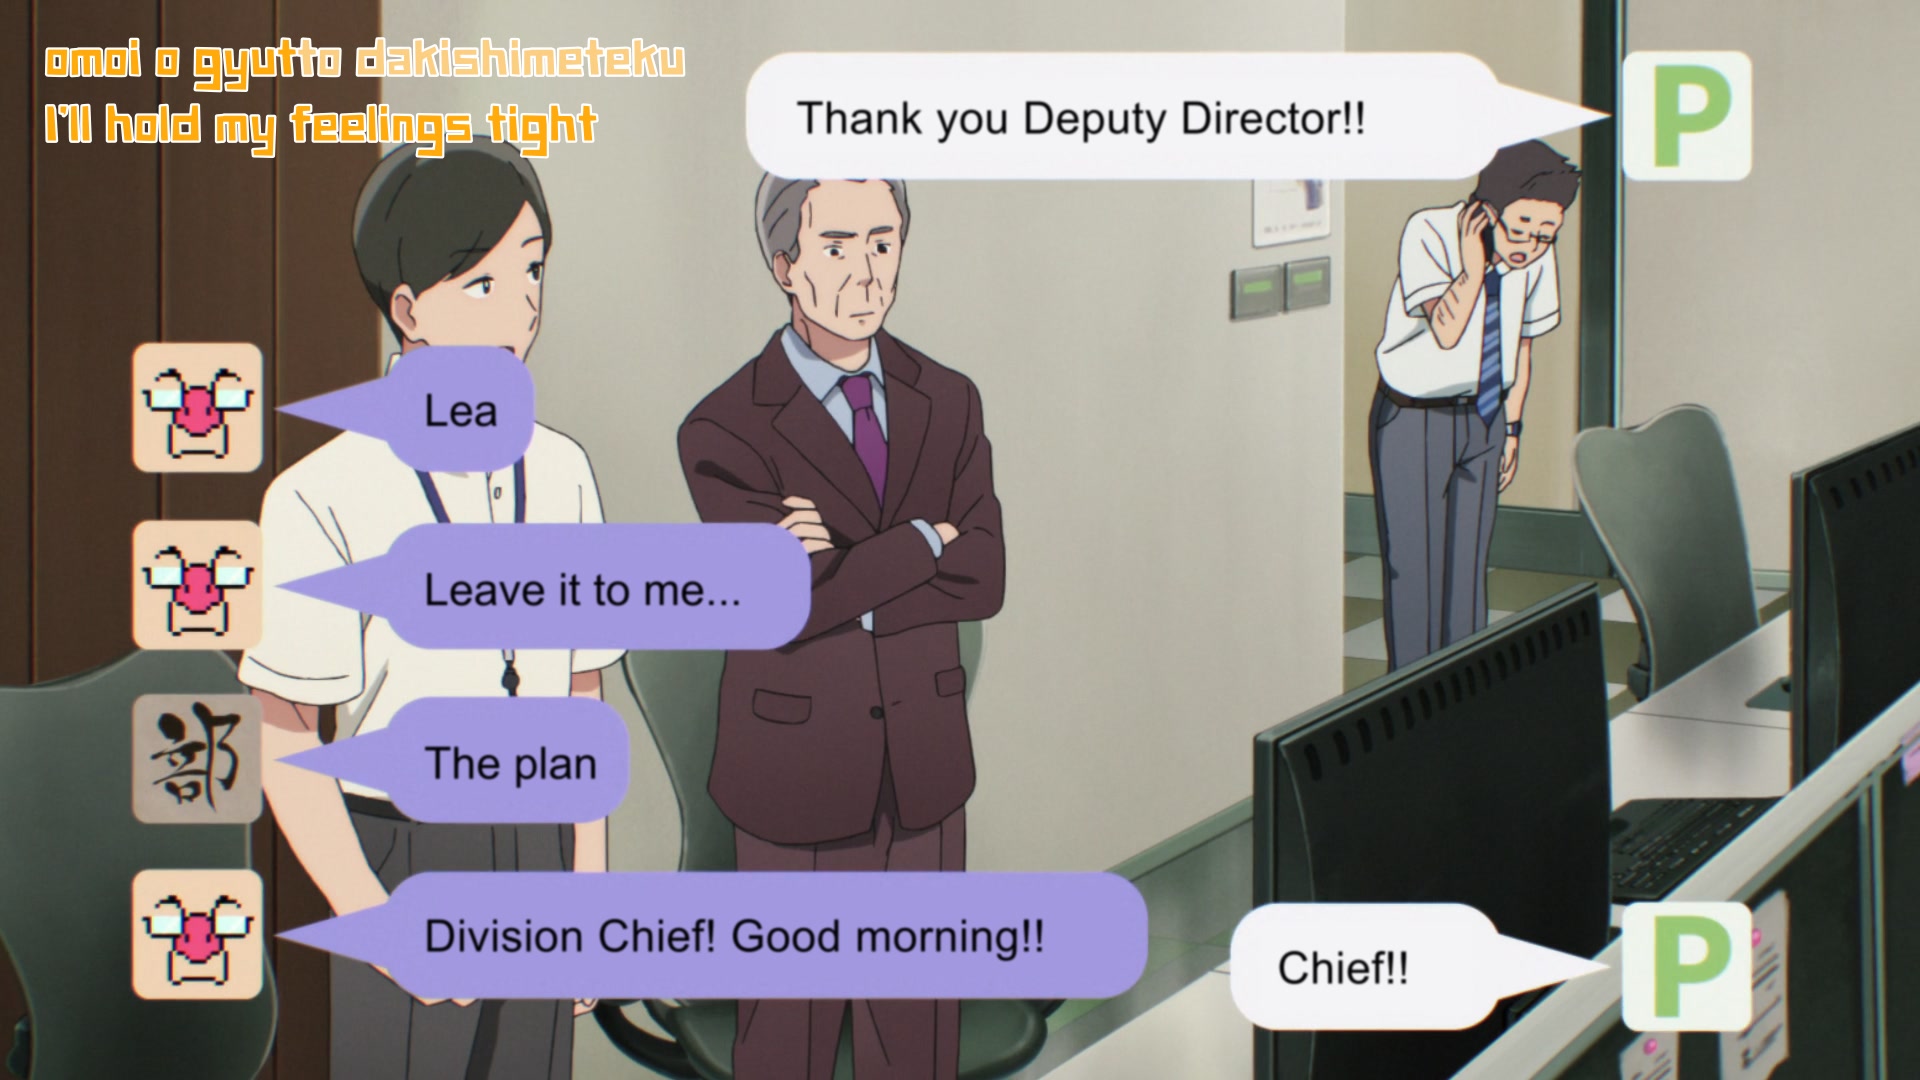 omoi o gyutto dakishimeteku
I'll hold my feelings tight
Thank you Deputy Director!!
P
Lea
Leave it to me...
部
The plan
Division Chief! Good morning!!
Chief!!
P